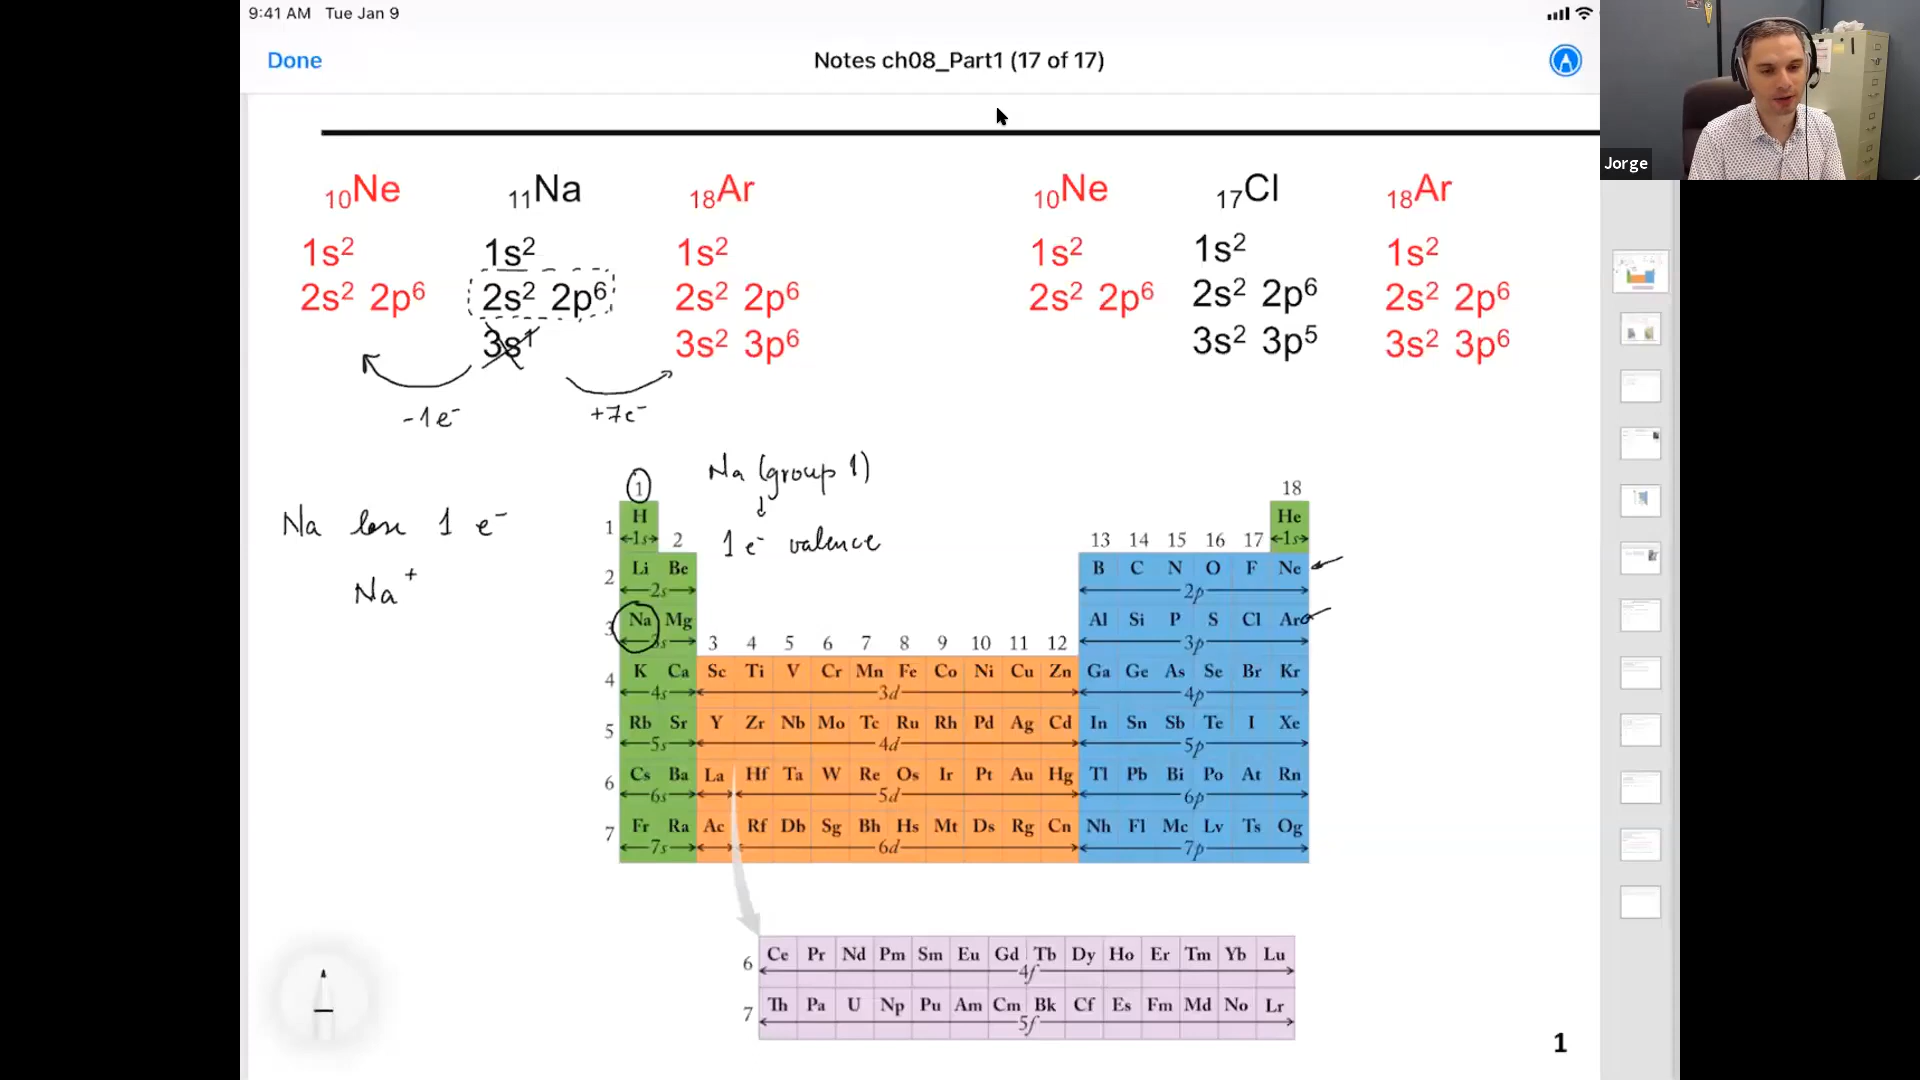 9:41 AM Tue Jan 9
Done
Notes ch08_Part1 (17 of 17)
Jorge
10Ne 11Na 18Ar 10Ne 17Cl 18Ar
1s2 1s2 1s2 1s2 1s2 1s2
2s2 2p6 2s2 2p6 2s2 2p6 2s2 2p6 2s2 2p6 2s2 2p6
3s1 3s2 3p6 3s2 3p5 3s2 3p6
-1e- +7e-
Na (group 1)
1 e- valence
Na lose 1 e-
Na+
1 18
1 H He
1s 2 13 14 15 16 17 1s
2 Li Be B C N O F Ne
2s 2p
3 Na Mg Al Si P S Cl Ar
3s 3 4 5 6 7 8 9 10 11 12 3p
4 K Ca Sc Ti V Cr Mn Fe Co Ni Cu Zn Ga Ge As Se Br Kr
4s 3d 4p
5 Rb Sr Y Zr Nb Mo Tc Ru Rh Pd Ag Cd In Sn Sb Te I Xe
5s 4d 5p
6 Cs Ba La Hf Ta W Re Os Ir Pt Au Hg Tl Pb Bi Po At Rn
6s 5d 6p
7 Fr Ra Ac Rf Db Sg Bh Hs Mt Ds Rg Cn Nh Fl Mc Lv Ts Og
7s 6d 7p
6 Ce Pr Nd Pm Sm Eu Gd Tb Dy Ho Er Tm Yb Lu
4f
7 Th Pa U Np Pu Am Cm Bk Cf Es Fm Md No Lr
5f
1